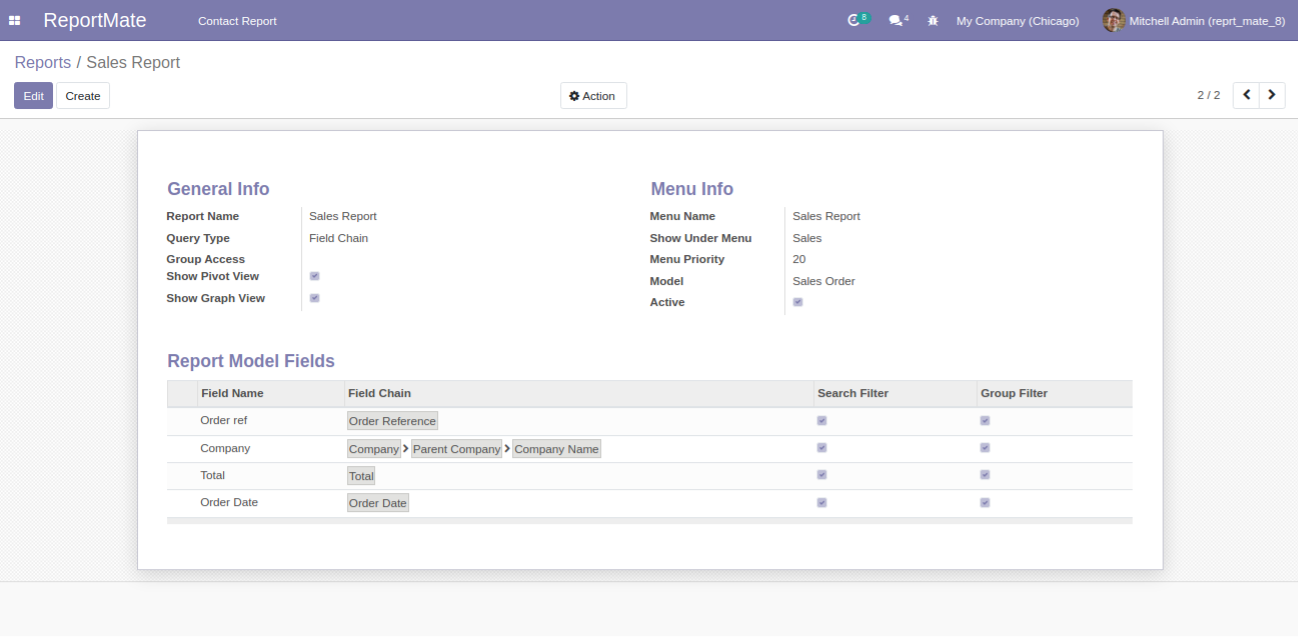 ReportMate Contact Report 8 4 My Company (Chicago) Mitchell Admin (reprt_mate_8)
Reports / Sales Report
Edit Create Action 2 / 2
General Info Menu Info
Report Name Sales Report Menu Name Sales Report
Query Type Field Chain Show Under Menu Sales
Group Access Menu Priority 20
Show Pivot View Model Sales Order
Show Graph View Active
Report Model Fields
Field Name Field Chain Search Filter Group Filter
Order ref Order Reference
Company Company Parent Company Company Name
Total Total
Order Date Order Date